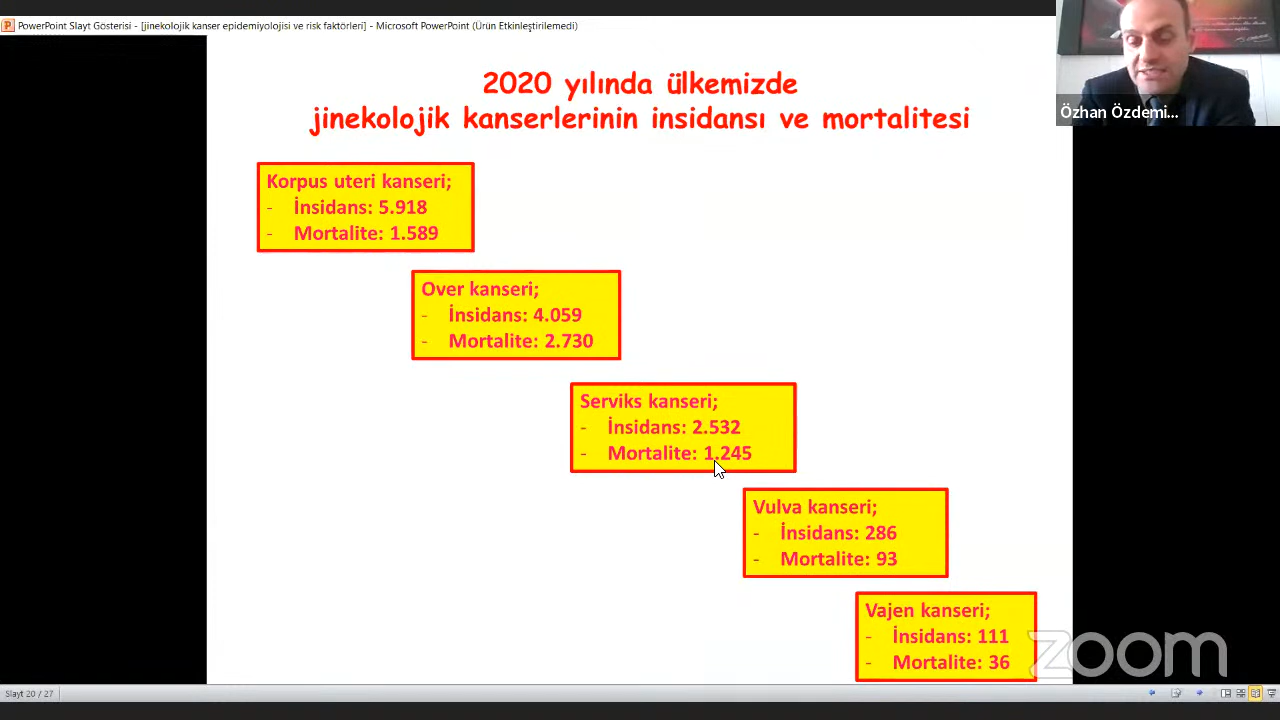 PowerPoint Slayt Gösterisi - [jinekolojik kanser epidemiyolojisi ve risk faktörleri] - Microsoft PowerPoint (Ürün Etkinleştirilemedi)
2020 yılında ülkemizde
jinekolojik kanserlerinin insidansı ve mortalitesi
Özhan Özdemi...
Korpus uteri kanseri;
- İnsidans: 5.918
- Mortalite: 1.589
Over kanseri;
- İnsidans: 4.059
- Mortalite: 2.730
Serviks kanseri;
- İnsidans: 2.532
- Mortalite: 1.245
Vulva kanseri;
- İnsidans: 286
- Mortalite: 93
Vajen kanseri;
- İnsidans: 111
- Mortalite: 36
zoom
Slayt 20 / 27